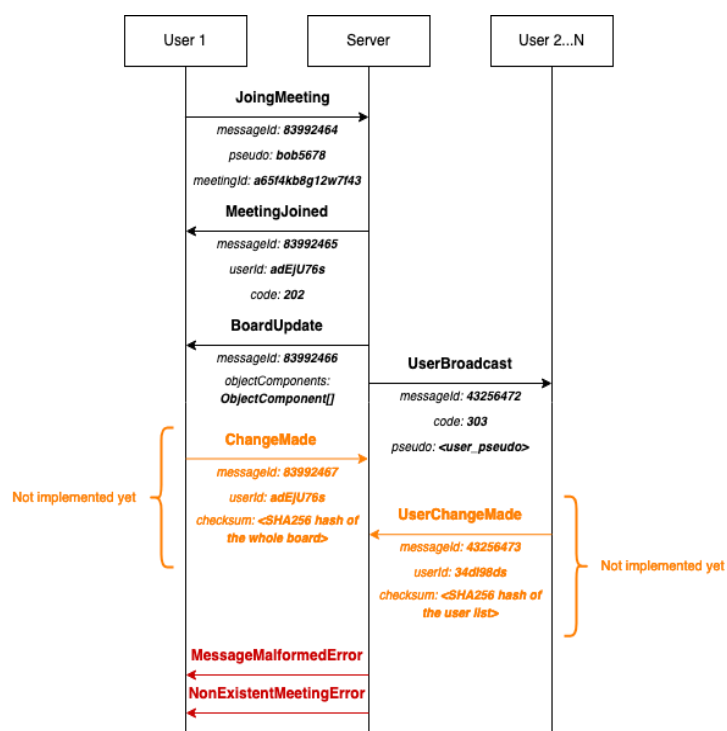 User 1
Server
User 2...N
JoingMeeting
messageId: 83992464
pseudo: bob5678
meetingId: a65f4kb8g12w7f43
MeetingJoined
messageId: 83992465
userId: adEjU76s
code: 202
BoardUpdate
messageId: 83992466
objectComponents:
ObjectComponent[]
UserBroadcast
messageId: 43256472
code: 303
pseudo: <user_pseudo>
ChangeMade
messageId: 83992467
userId: adEjU76s
checksum: <SHA256 hash of
the whole board>
Not implemented yet
UserChangeMade
messageId: 43256473
userId: 34dl98ds
checksum: <SHA256 hash of
the user list>
Not implemented yet
MessageMalformedError
NonExistentMeetingError